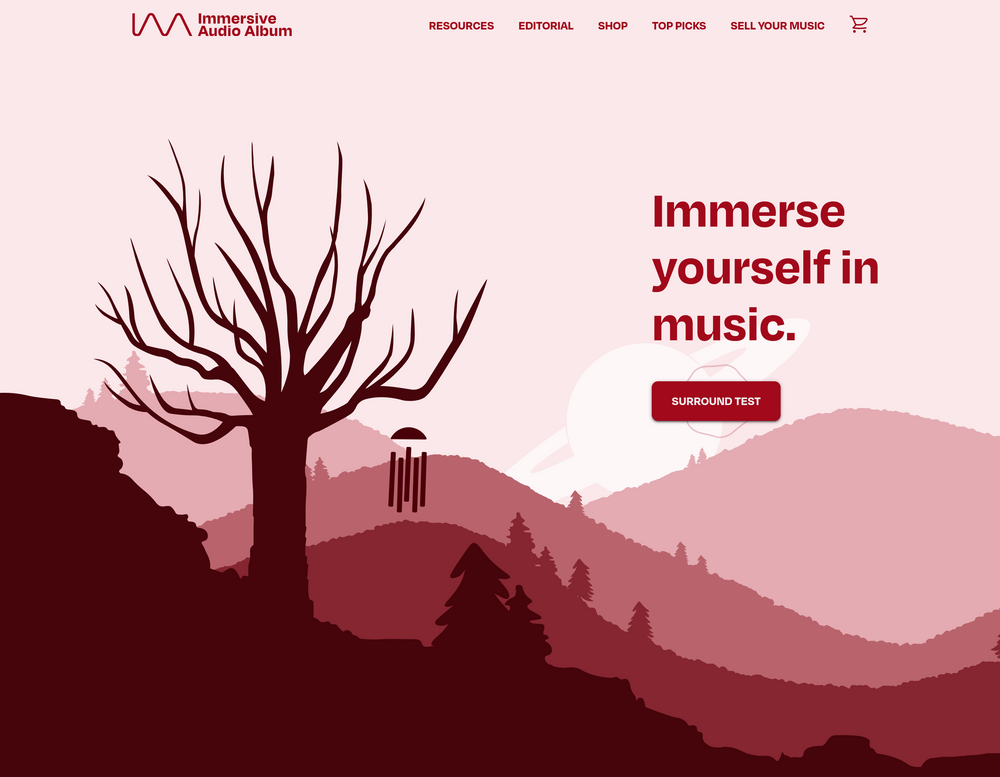 Immersive
Audio Album
RESOURCES EDITORIAL SHOP TOP PICKS SELL YOUR MUSIC
Immerse
yourself in
music.
SURROUND TEST